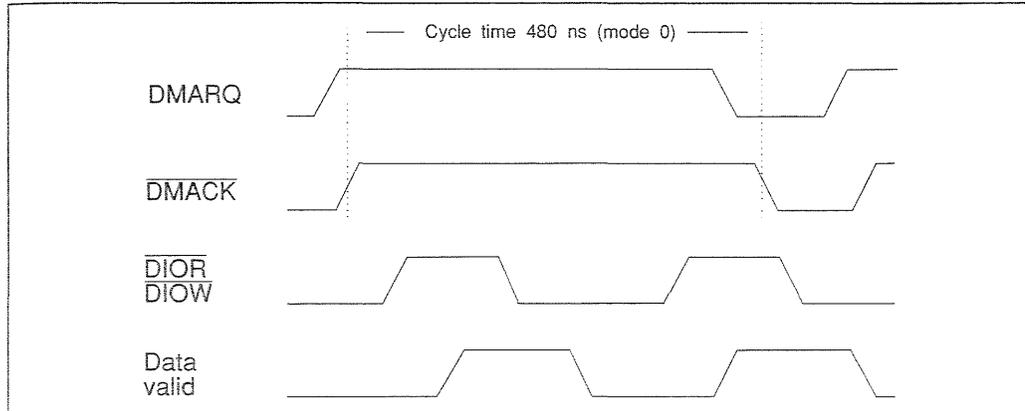 Cycle time 480 ns (mode 0)
DMARQ
DMACK
DIOR
DIOW
Data
valid